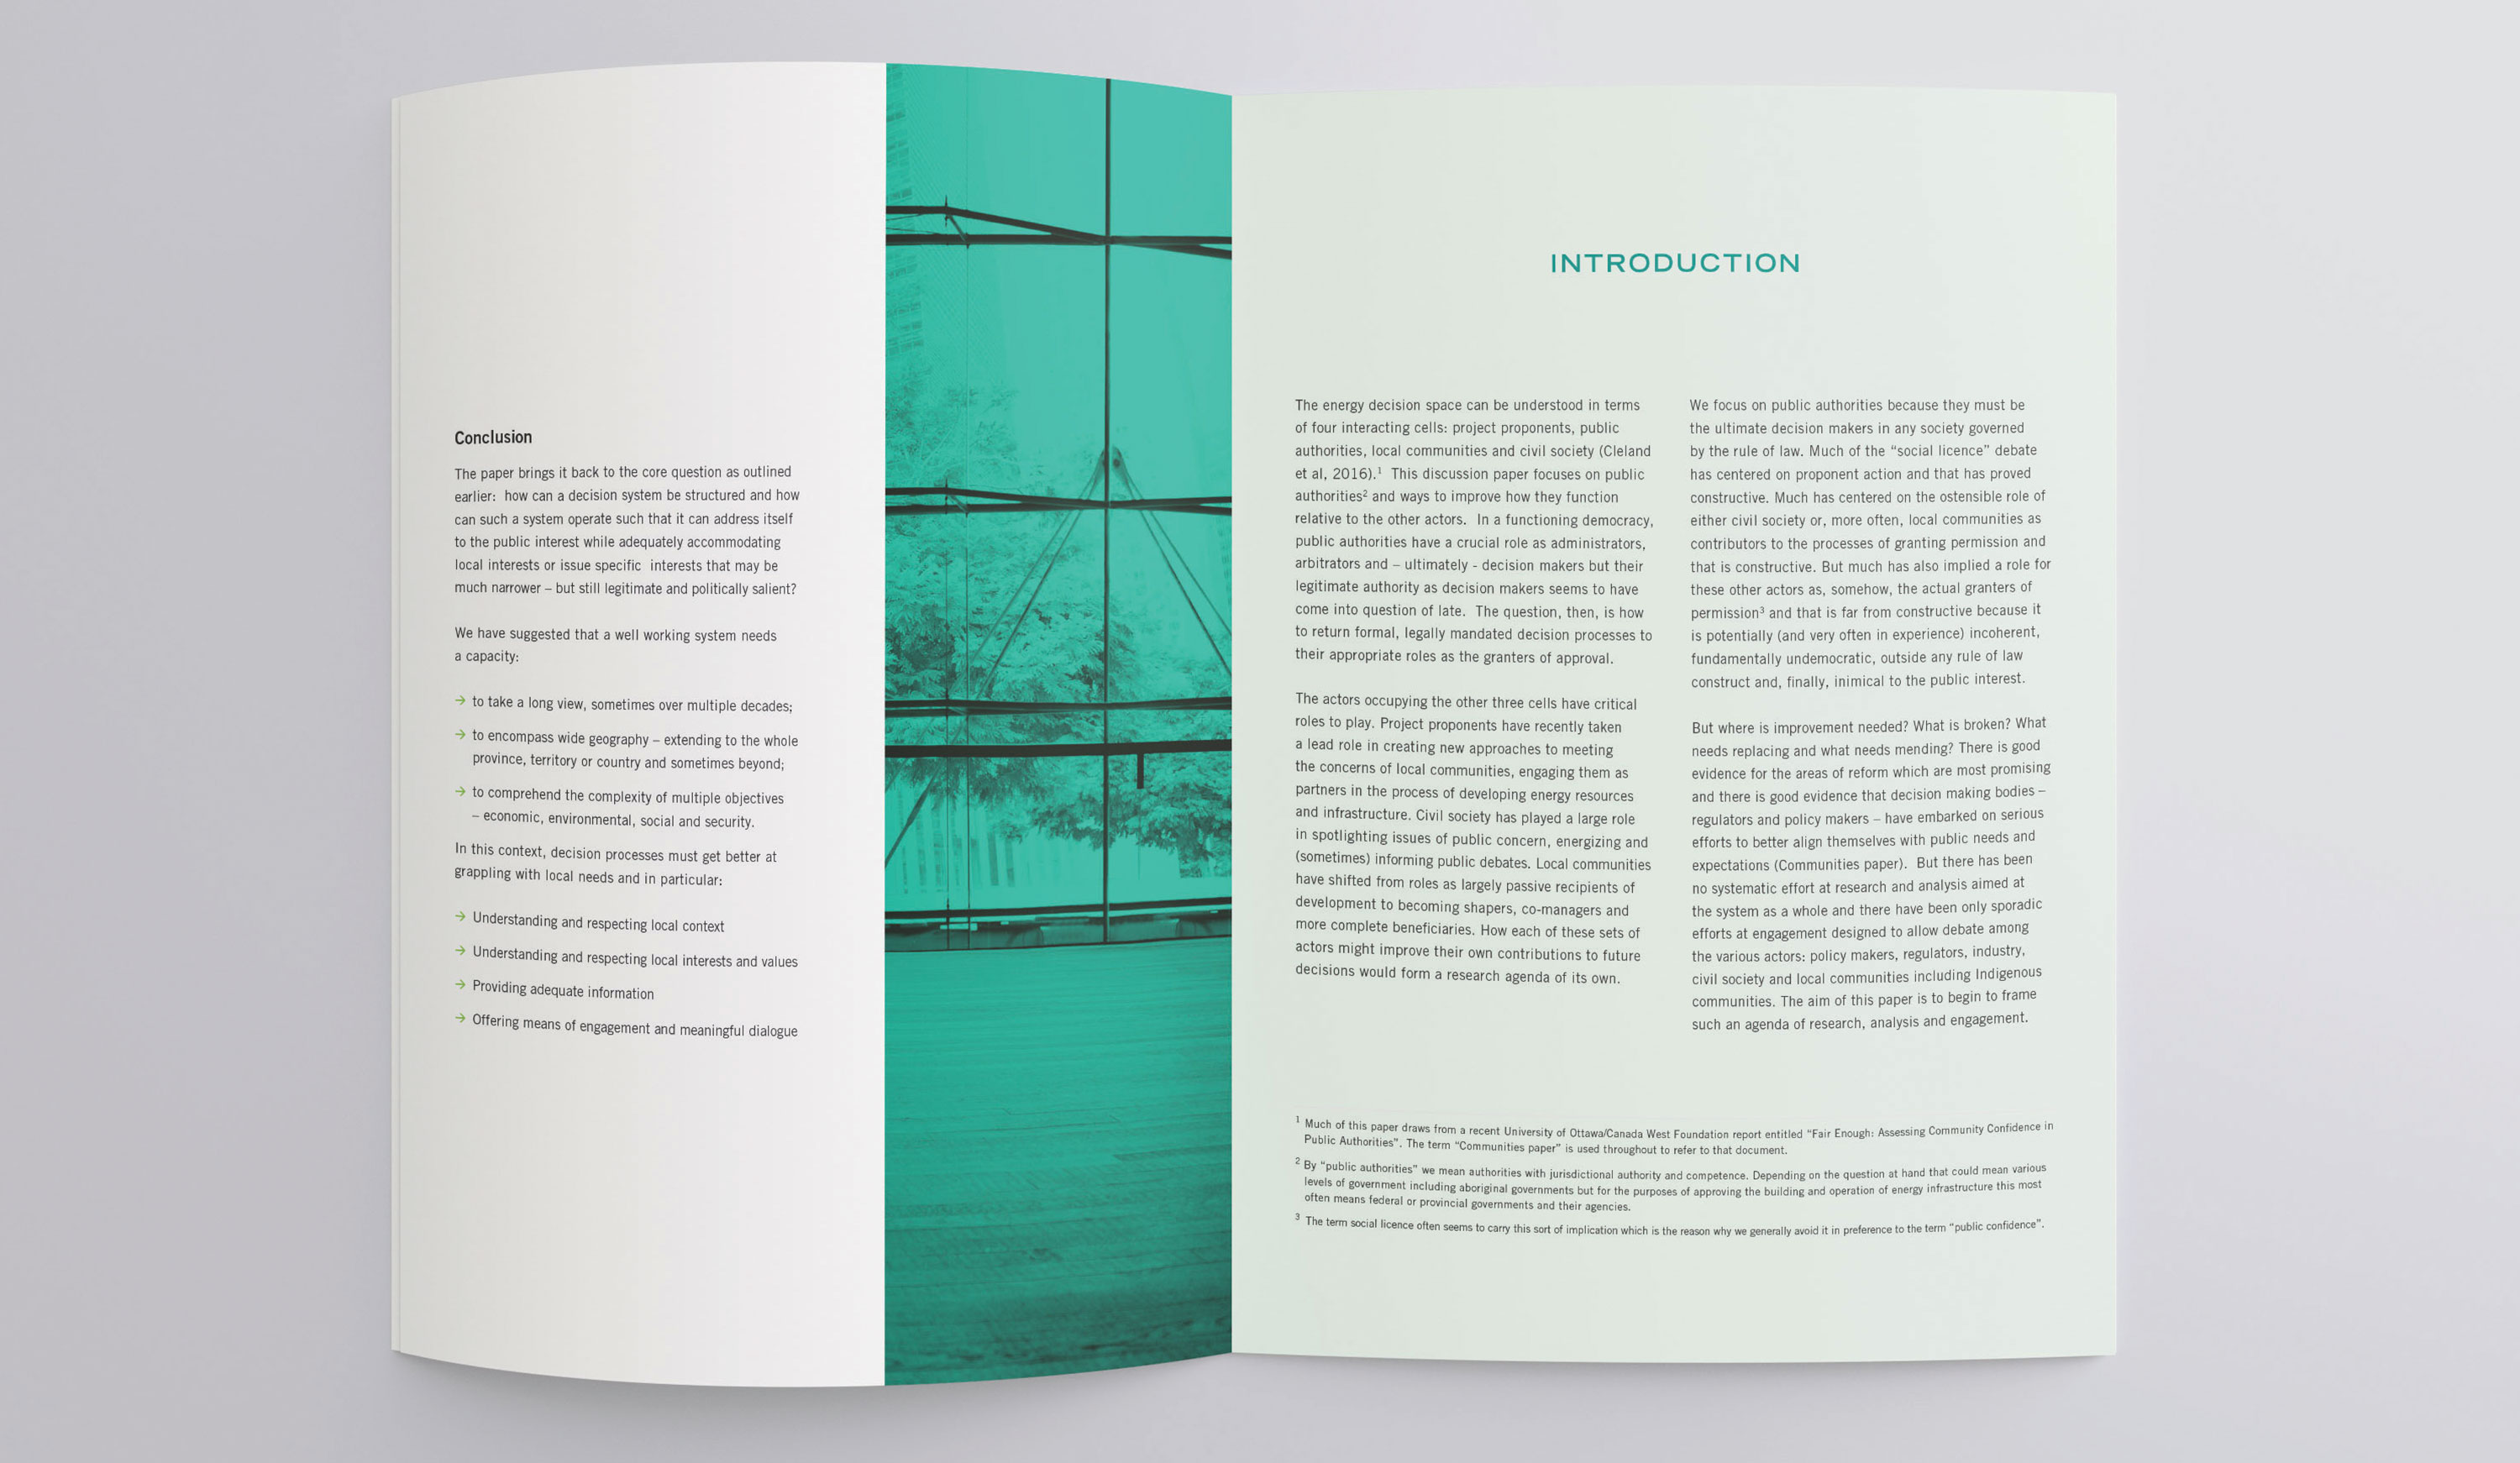 Conclusion
The paper brings it back to the core question as outlined
earlier:  how can a decision system be structured and how
can such a system operate such that it can address itself
to the public interest while adequately accommodating
local interests or issue specific  interests that may be
much narrower – but still legitimate and politically salient?
We have suggested that a well working system needs
a capacity:
→ to take a long view, sometimes over multiple decades;
→ to encompass wide geography – extending to the whole
province, territory or country and sometimes beyond;
→ to comprehend the complexity of multiple objectives
– economic, environmental, social and security.
In this context, decision processes must get better at
grappling with local needs and in particular:
→ Understanding and respecting local context
→ Understanding and respecting local interests and values
→ Providing adequate information
→ Offering means of engagement and meaningful dialogue
INTRODUCTION
The energy decision space can be understood in terms
of four interacting cells: project proponents, public
authorities, local communities and civil society (Cleland
et al, 2016).¹  This discussion paper focuses on public
authorities² and ways to improve how they function
relative to the other actors.  In a functioning democracy,
public authorities have a crucial role as administrators,
arbitrators and – ultimately - decision makers but their
legitimate authority as decision makers seems to have
come into question of late.  The question, then, is how
to return formal, legally mandated decision processes to
their appropriate roles as the granters of approval.
The actors occupying the other three cells have critical
roles to play. Project proponents have recently taken
a lead role in creating new approaches to meeting
the concerns of local communities, engaging them as
partners in the process of developing energy resources
and infrastructure. Civil society has played a large role
in spotlighting issues of public concern, energizing and
(sometimes) informing public debates. Local communities
have shifted from roles as largely passive recipients of
development to becoming shapers, co-managers and
more complete beneficiaries. How each of these sets of
actors might improve their own contributions to future
decisions would form a research agenda of its own.
We focus on public authorities because they must be
the ultimate decision makers in any society governed
by the rule of law. Much of the “social licence” debate
has centered on proponent action and that has proved
constructive. Much has centered on the ostensible role of
either civil society or, more often, local communities as
contributors to the processes of granting permission and
that is constructive. But much has also implied a role for
these other actors as, somehow, the actual granters of
permission³ and that is far from constructive because it
is potentially (and very often in experience) incoherent,
fundamentally undemocratic, outside any rule of law
construct and, finally, inimical to the public interest.
But where is improvement needed? What is broken? What
needs replacing and what needs mending? There is good
evidence for the areas of reform which are most promising
and there is good evidence that decision making bodies –
regulators and policy makers – have embarked on serious
efforts to better align themselves with public needs and
expectations (Communities paper).  But there has been
no systematic effort at research and analysis aimed at
the system as a whole and there have been only sporadic
efforts at engagement designed to allow debate among
the various actors: policy makers, regulators, industry,
civil society and local communities including Indigenous
communities. The aim of this paper is to begin to frame
such an agenda of research, analysis and engagement.
¹ Much of this paper draws from a recent University of Ottawa/Canada West Foundation report entitled “Fair Enough: Assessing Community Confidence in
Public Authorities”. The term “Communities paper” is used throughout to refer to that document.
² By “public authorities” we mean authorities with jurisdictional authority and competence. Depending on the question at hand that could mean various
levels of government including aboriginal governments but for the purposes of approving the building and operation of energy infrastructure this most
often means federal or provincial governments and their agencies.
³ The term social licence often seems to carry this sort of implication which is the reason why we generally avoid it in preference to the term “public confidence”.